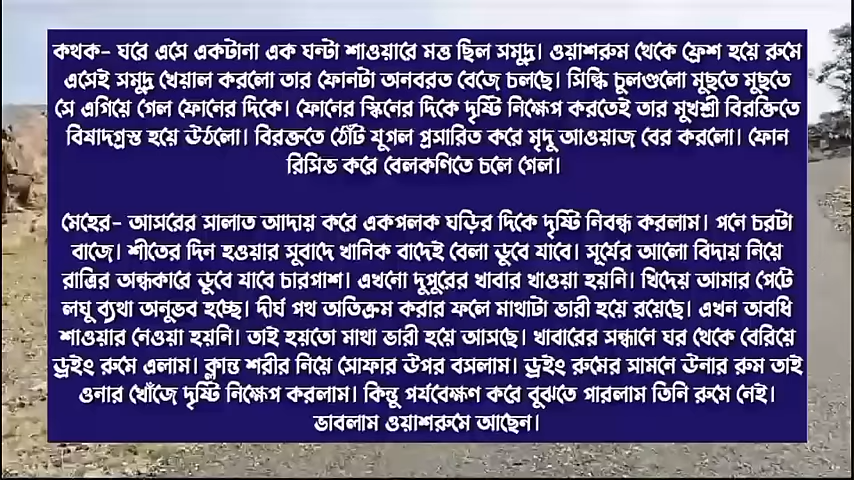 কথক- ঘরে এসে একটানা এক ঘন্টা শাওয়ারে মত্ত ছিল সমুদ্র। ওয়াশরুম থেকে ফ্রেশ হয়ে রুমে
এসেই সমুদ্র খেয়াল করলো তার ফোনটা অনবরত বেজে চলছে। সিল্কি চুলগুলো মুছতে মুছতে
সে এগিয়ে গেল ফোনের দিকে। ফোনের স্কিনের দিকে দৃষ্টি নিক্ষেপ করতেই তার মুখশ্রী বিরক্তিতে
বিষাদগ্রস্ত হয়ে উঠলো। বিরক্ততে ঠোঁট যুগল প্রসারিত করে মৃদু আওয়াজ বের করলো। ফোন
রিসিভ করে বেলকণিতে চলে গেল।
মেহের- আসরের সালাত আদায় করে একপলক ঘড়ির দিকে দৃষ্টি নিবন্ধ করলাম। পনে চরটা
বাজে। শীতের দিন হওয়ার সুবাদে খানিক বাদেই বেলা ডুবে যাবে। সূর্যের আলো বিদায় নিয়ে
রাত্রির অন্ধকারে ডুবে যাবে চারপাশ। এখনো দুপুরের খাবার খাওয়া হয়নি। খিদেয় আমার পেটে
লঘু ব্যথা অনুভব হচ্ছে। দীর্ঘ পথ অতিক্রম করার ফলে মাথাটা ভারী হয়ে রয়েছে। এখন অবধি
শাওয়ার নেওয়া হয়নি। তাই হয়তো মাথা ভারী হয়ে আসছে। খাবারের সন্ধানে ঘর থেকে বেরিয়ে
ড্রইং রুমে এলাম। ক্লান্ত শরীর নিয়ে সোফার উপর বসলাম। ড্রইং রুমের সামনে উনার রুম তাই
ওনার খোঁজে দৃষ্টি নিক্ষেপ করলাম। কিন্তু পর্যবেক্ষণ করে বুঝতে পারলাম তিনি রুমে নেই।
ভাবলাম ওয়াশরুমে আছেন।